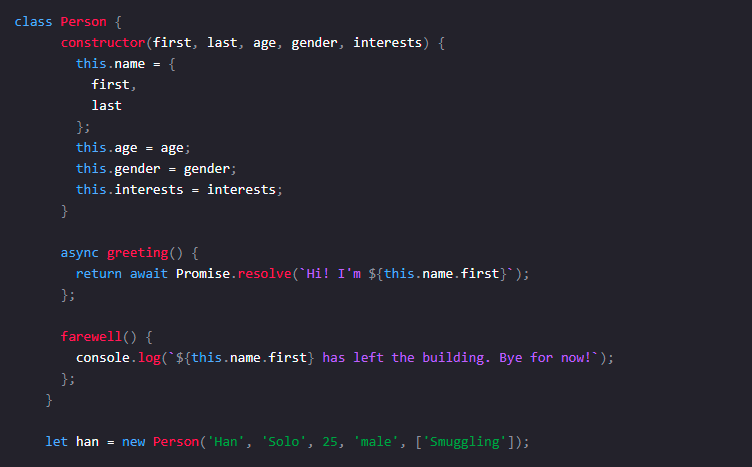 class Person {
constructor(first, last, age, gender, interests) {
this.name = {
first,
last
};
this.age = age;
this.gender = gender;
this.interests = interests;
}
async greeting() {
return await Promise.resolve(`Hi! I'm ${this.name.first}`);
};
farewell() {
console.log(`${this.name.first} has left the building. Bye for now!`);
};
}
let han = new Person('Han', 'Solo', 25, 'male', ['Smuggling']);